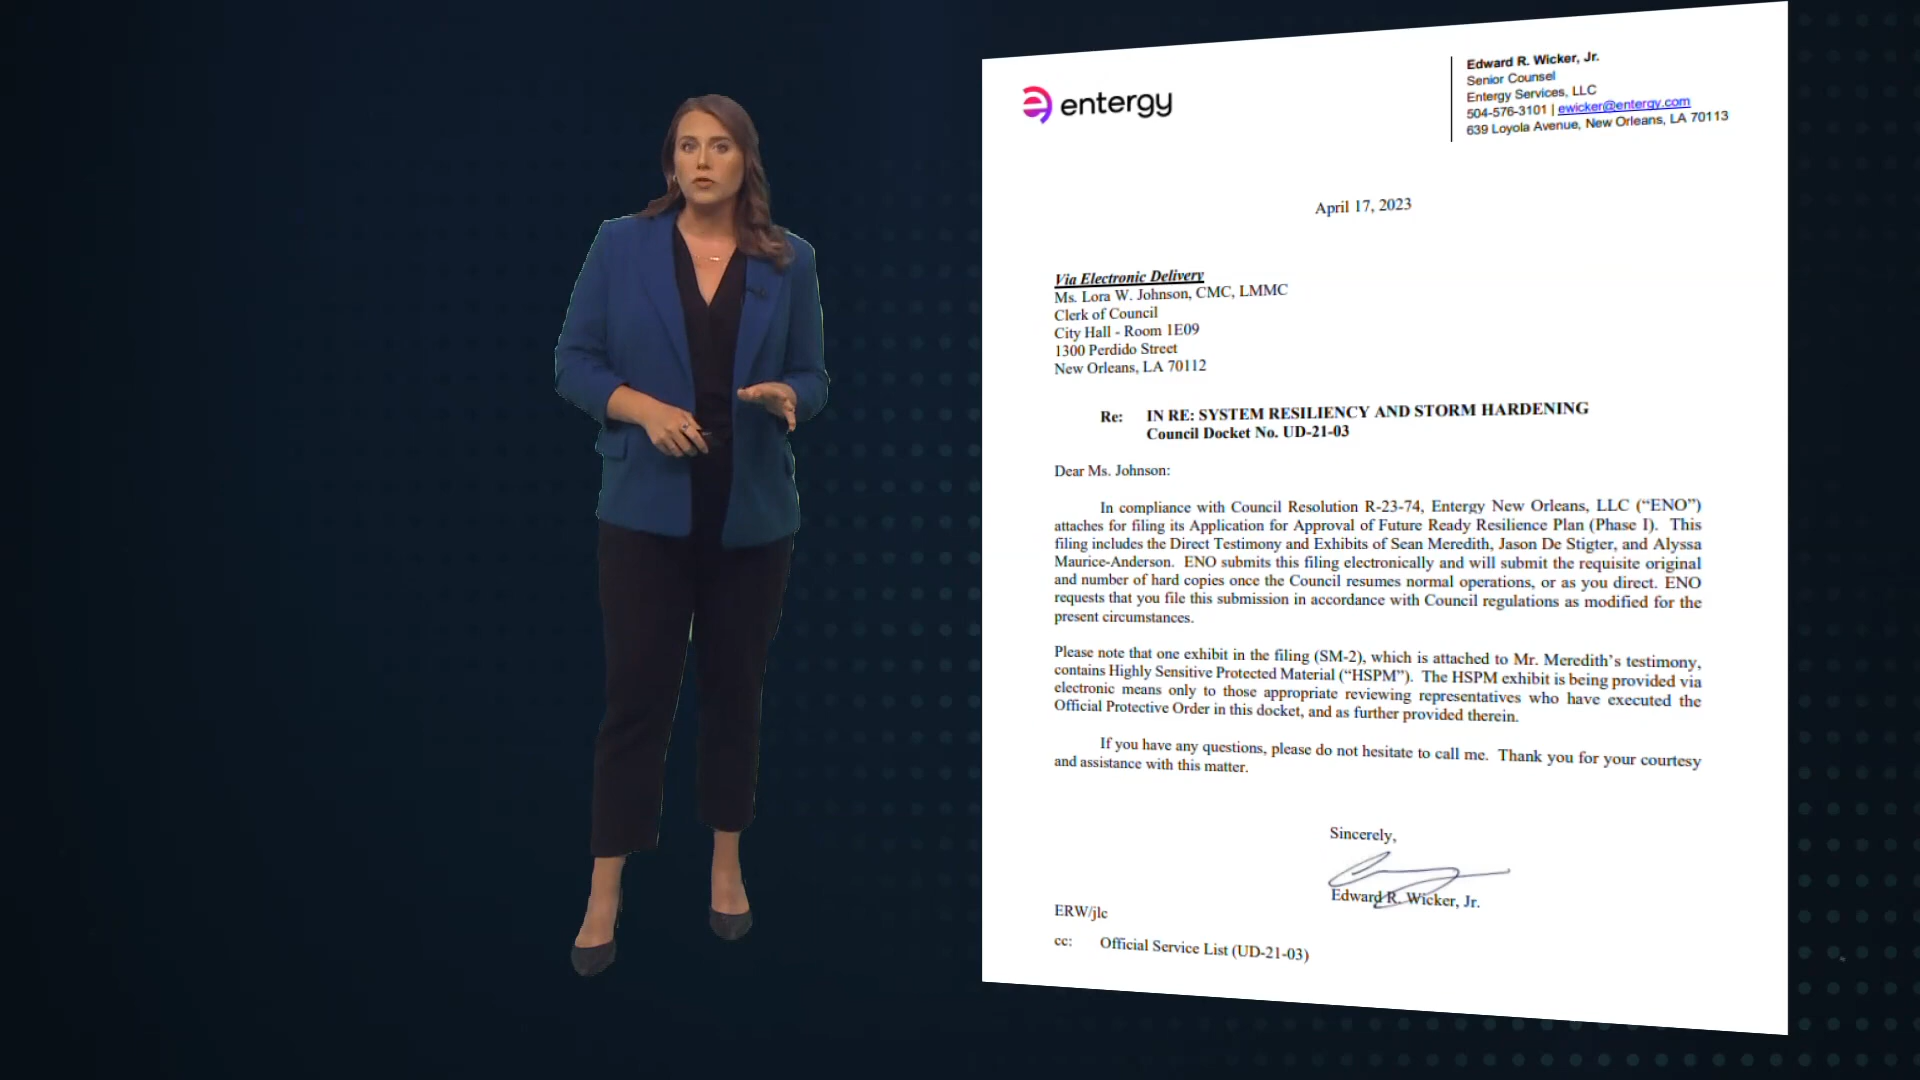 entergy
Edward R. Wicker, Jr.
Senior Counsel
Entergy Services, LLC
504-576-3101 | ewicker@entergy.com
639 Loyola Avenue, New Orleans, LA 70113
April 17, 2023
Via Electronic Delivery
Ms. Lora W. Johnson, CMC, LMMC
Clerk of Council
City Hall - Room 1E09
1300 Perdido Street
New Orleans, LA 70112
Re: IN RE: SYSTEM RESILIENCY AND STORM HARDENING
Council Docket No. UD-21-03
Dear Ms. Johnson:
In compliance with Council Resolution R-23-74, Entergy New Orleans, LLC (“ENO”)
attaches for filing its Application for Approval of Future Ready Resilience Plan (Phase I). This
filing includes the Direct Testimony and Exhibits of Sean Meredith, Jason De Stigter, and Alyssa
Maurice-Anderson. ENO submits this filing electronically and will submit the requisite original
and number of hard copies once the Council resumes normal operations, or as you direct. ENO
requests that you file this submission in accordance with Council regulations as modified for the
present circumstances.
Please note that one exhibit in the filing (SM-2), which is attached to Mr. Meredith’s testimony,
contains Highly Sensitive Protected Material (“HSPM”). The HSPM exhibit is being provided via
electronic means only to those appropriate reviewing representatives who have executed the
Official Protective Order in this docket, and as further provided therein.
If you have any questions, please do not hesitate to call me. Thank you for your courtesy
and assistance with this matter.
Sincerely,
Edward R. Wicker, Jr.
ERW/jlc
cc: Official Service List (UD-21-03)